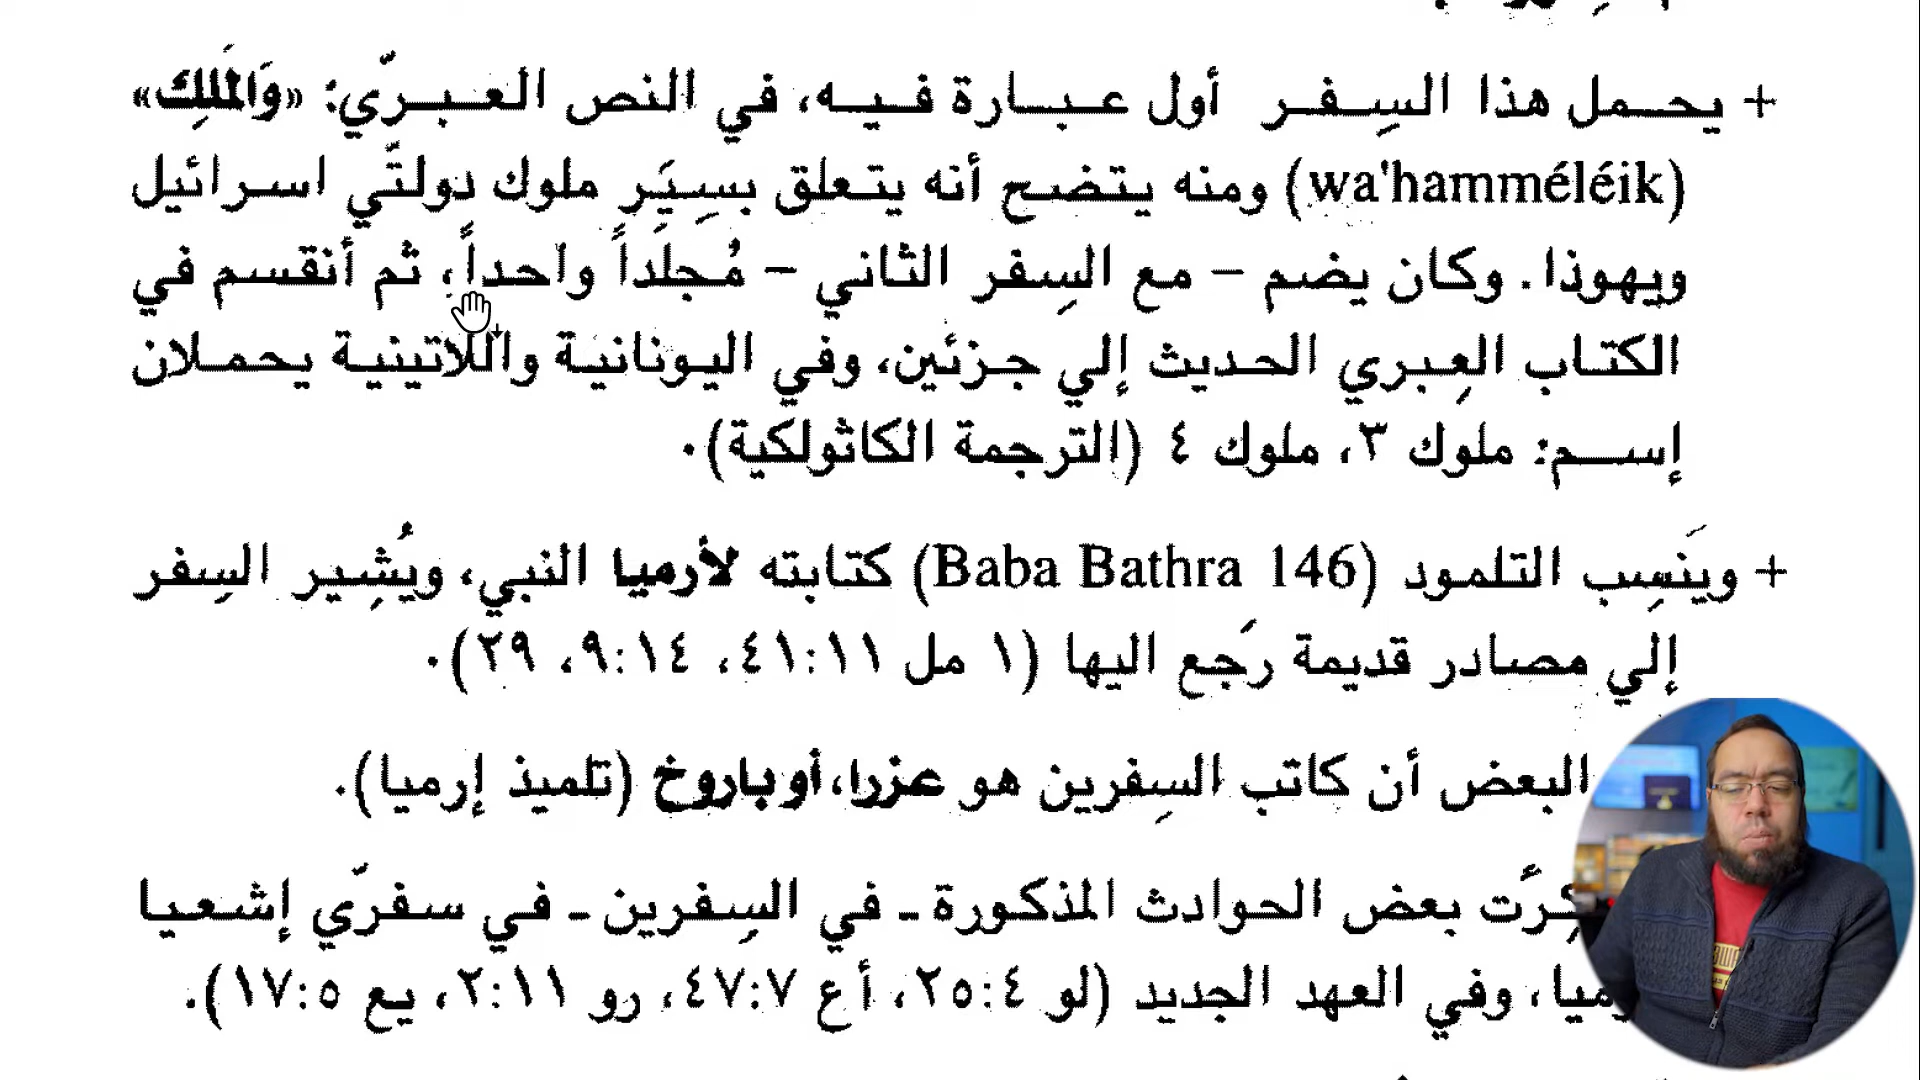 + يحمل هذا السِفر أول عبارة فيه، في النص العبرّي: «وَالمَلِك»
(wa'hamméléik) ومنه يتضح أنه يتعلق بسِيَر ملوك دولتّي اسرائيل
ويهوذا. وكان يضم – مع السِفر الثاني – مُجلداً واحداً، ثم أنقسم في
الكتاب العِبري الحديث إلي جزئين، وفي اليونانية واللاتينية يحملان
إسم: ملوك ٣، ملوك ٤ (الترجمة الكاثولكية).
+ ويَنسِب التلمود (Baba Bathra 146) كتابته لأرميا النبي، ويُشِير السِفر
إلي مصادر قديمة رَجع اليها (١ مل ٤١:١١، ٩:١٤، ٢٩).
البعض أن كاتب السِفرين هو عزرا، أو باروخ (تلميذ إرميا).
بعض الحوادث المذكورة ـ في السِفرين ـ في سفرّي إشعيا
وفي العهد الجديد (لو ٢٥:٤، أع ٤٧:٧، رو ٢:١١، يع ١٧:٥).